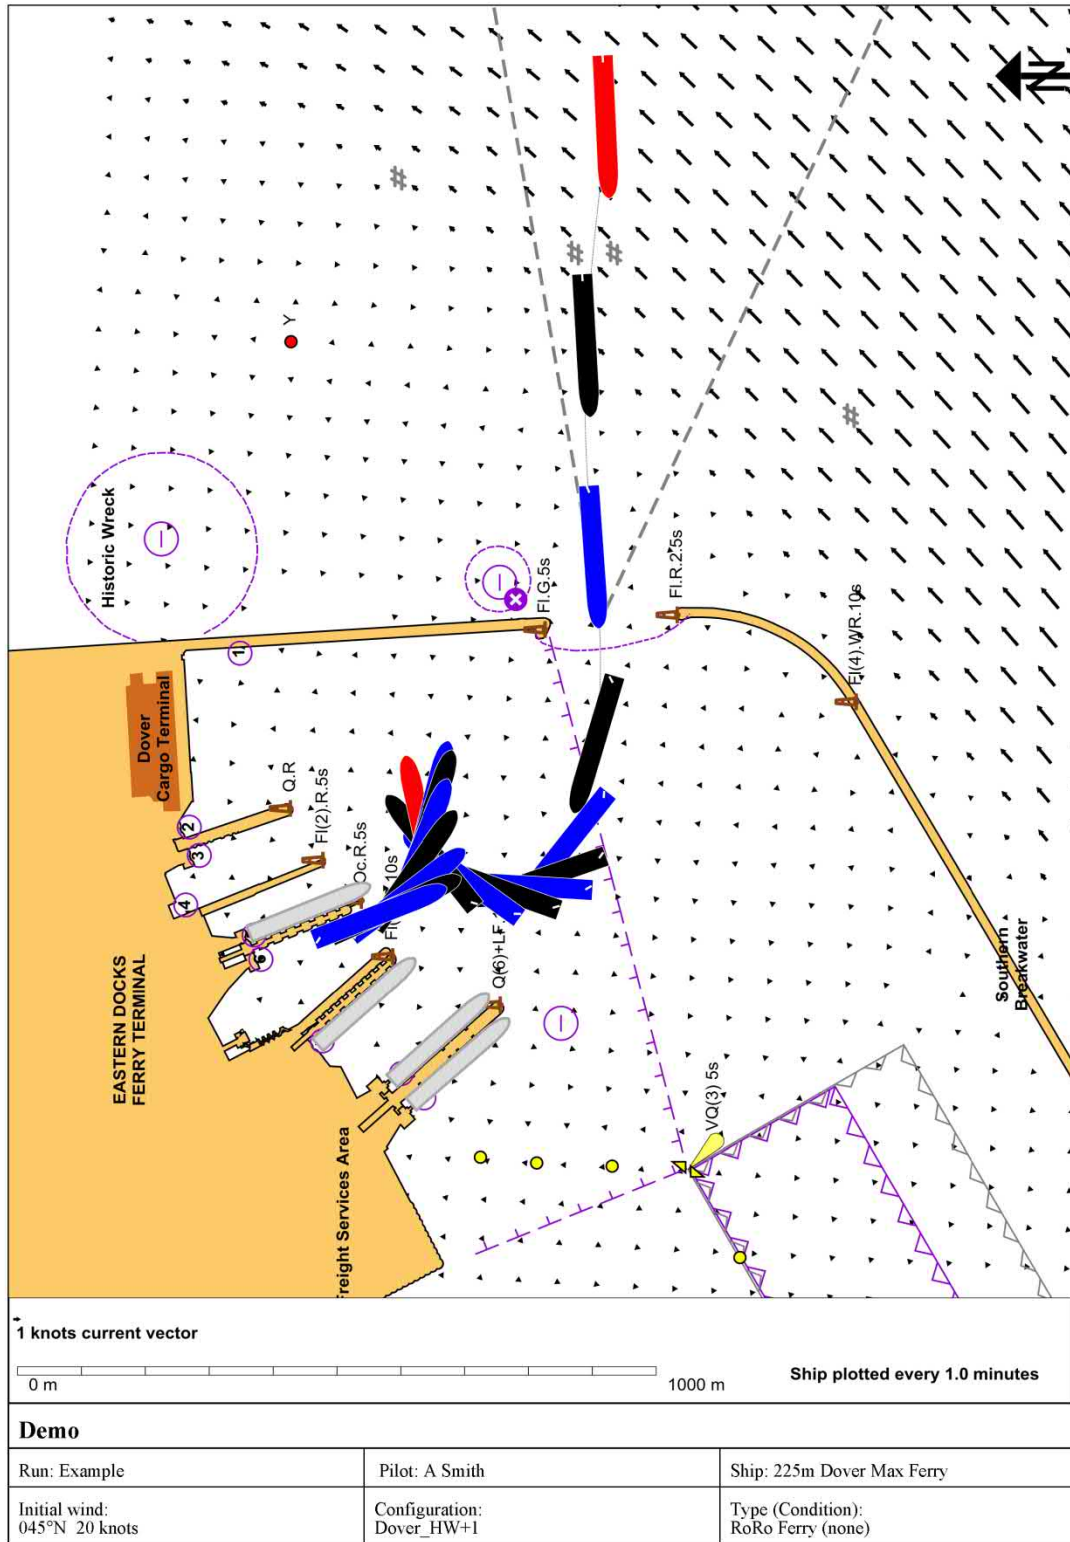 N
Y
Historic Wreck
Fl.G.5s
Fl.R.2.5s
1
Fl(4).WR.10s
Dover
Cargo Terminal
Q.R
2
Fl(2).R.5s
3
Oc.R.5s
4
10s
6
Q(6)+LF
EASTERN DOCKS
FERRY TERMINAL
Southern
Breakwater
VQ(3) 5s
Freight Services Area
1 knots current vector
0 m
1000 m
Ship plotted every 1.0 minutes
Demo
Run: Example
Pilot: A Smith
Ship: 225m Dover Max Ferry
Initial wind:
045°N 20 knots
Configuration:
Dover_HW+1
Type (Condition):
RoRo Ferry (none)